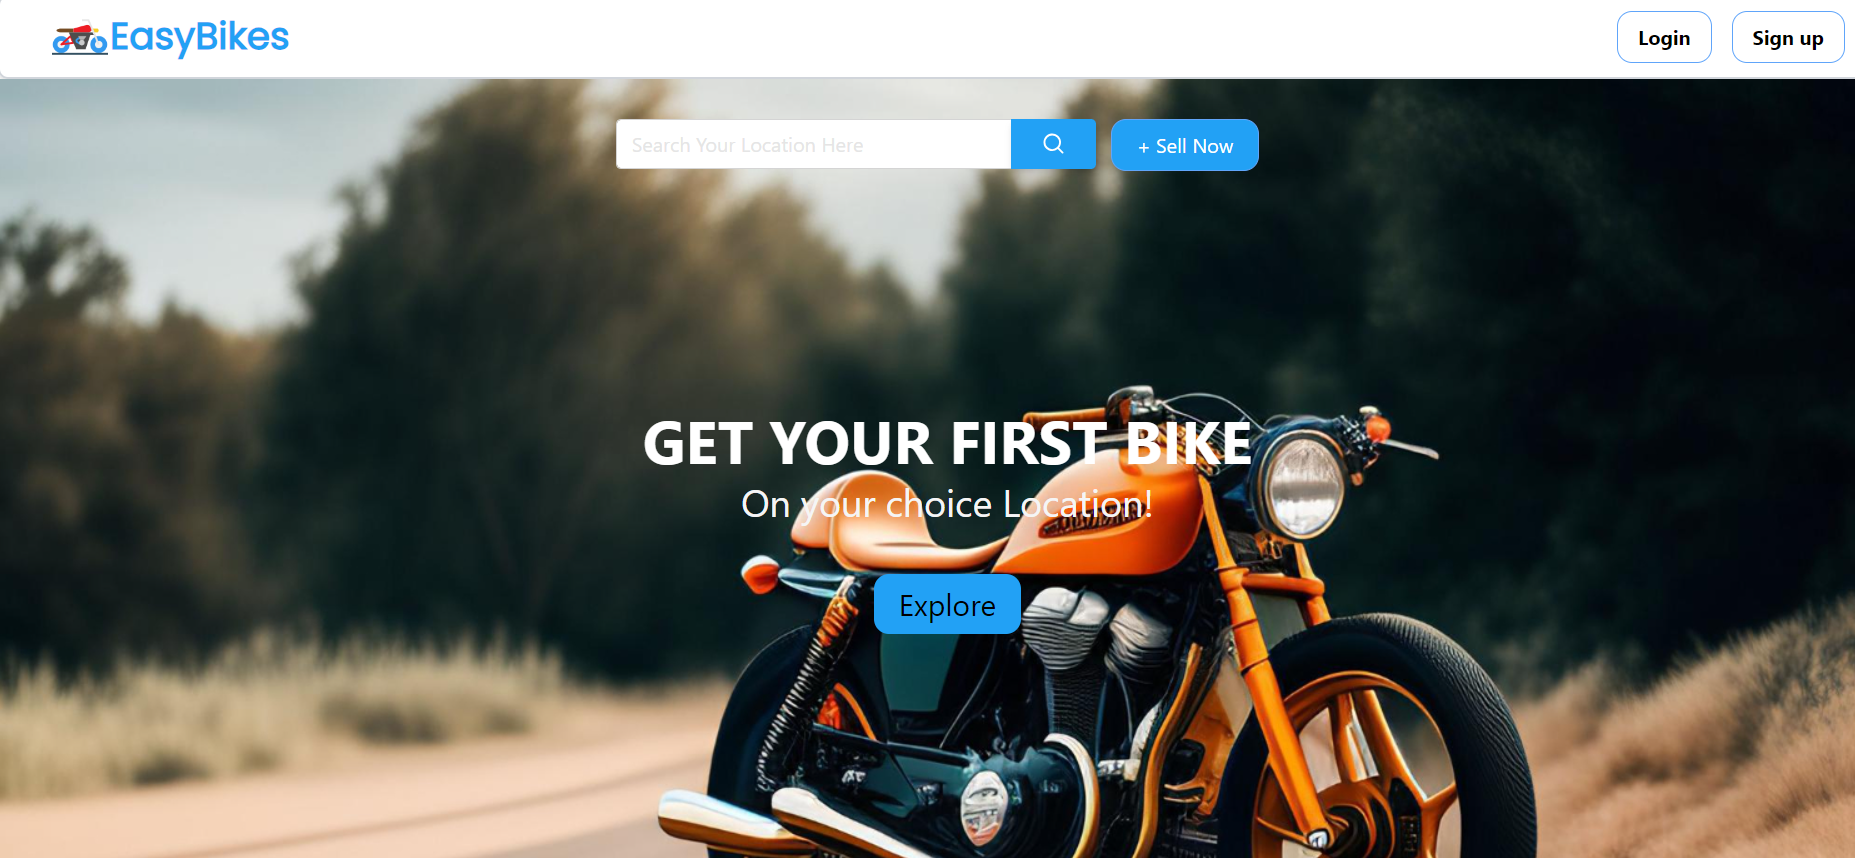 EasyBikes
Login
Sign up
Search Your Location Here
+ Sell Now
GET YOUR FIRST BIKE
On your choice Location!
Explore